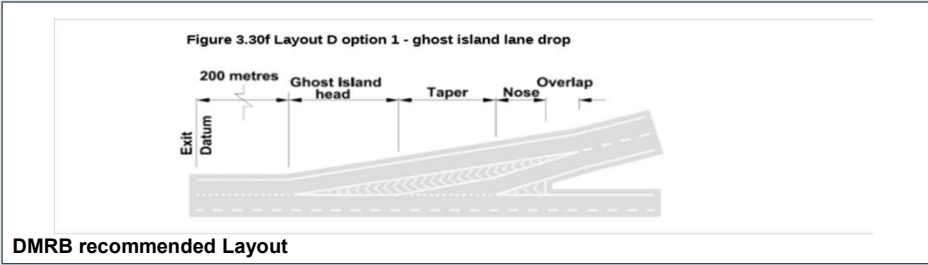 Figure 3.30f Layout D option 1 - ghost island lane drop
200 metres
Ghost Island
head
Taper
Nose
Overlap
Exit
Datum
DMRB recommended Layout